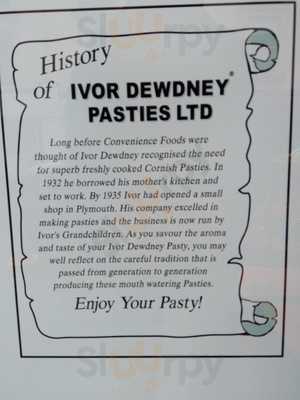 Sluurpy
History
of IVOR DEWDNEY®
PASTIES LTD
Long before Convenience Foods were
thought of Ivor Dewdney recognised the need
for superb freshly cooked Cornish Pasties. In
1932 he borrowed his mother's kitchen and
set to work. By 1935 Ivor had opened a small
shop in Plymouth. His company excelled in
making pasties and the business is now run by
Ivor's Grandchildren. As you savour the aroma
and taste of your Ivor Dewdney Pasty, you may
well reflect on the careful tradition that is
passed from generation to generation
producing these mouth watering Pasties.
Enjoy Your Pasty!
Sluurpy